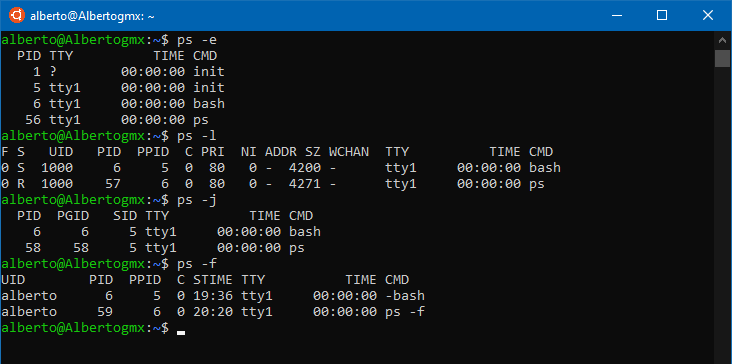 alberto@Albertogmx: ~
alberto@Albertogmx:~$ ps -e
  PID TTY          TIME CMD
    1 ?        00:00:00 init
    5 tty1     00:00:00 init
    6 tty1     00:00:00 bash
   56 tty1     00:00:00 ps
alberto@Albertogmx:~$ ps -l
F S   UID   PID  PPID  C PRI  NI ADDR SZ WCHAN  TTY          TIME CMD
0 S  1000     6     5  0  80   0 -  4200 -      tty1     00:00:00 bash
0 R  1000    57     6  0  80   0 -  4271 -      tty1     00:00:00 ps
alberto@Albertogmx:~$ ps -j
  PID  PGID   SID TTY          TIME CMD
    6     6     5 tty1     00:00:00 bash
   58    58     5 tty1     00:00:00 ps
alberto@Albertogmx:~$ ps -f
UID        PID  PPID  C STIME TTY          TIME CMD
alberto      6     5  0 19:36 tty1     00:00:00 -bash
alberto     59     6  0 20:20 tty1     00:00:00 ps -f
alberto@Albertogmx:~$